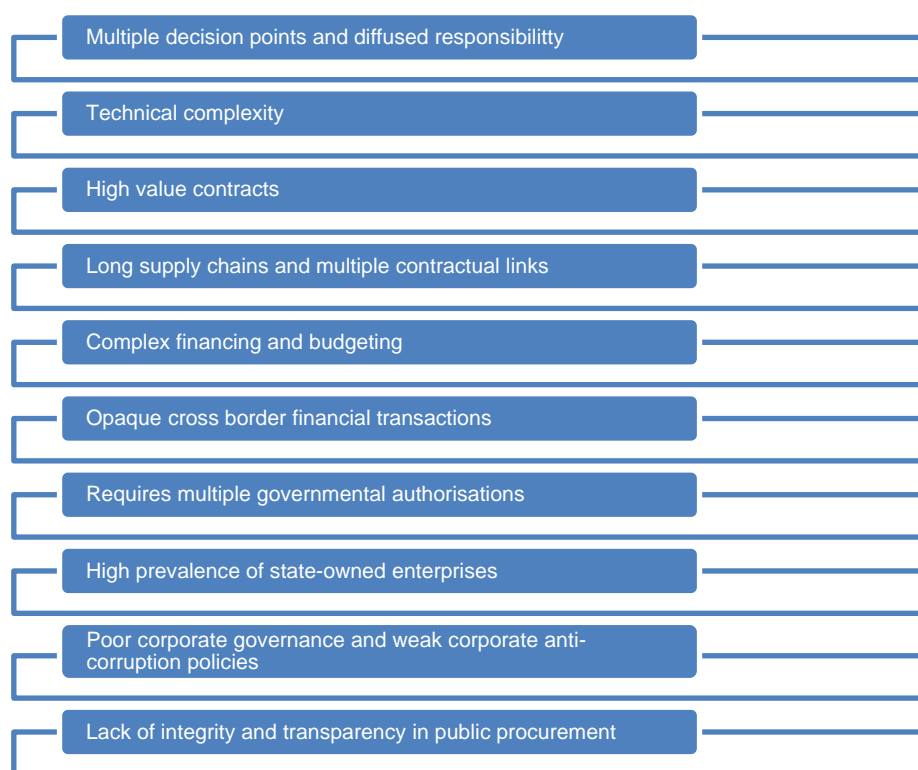 Multiple decision points and diffused responsibilitty
Technical complexity
High value contracts
Long supply chains and multiple contractual links
Complex financing and budgeting
Opaque cross border financial transactions
Requires multiple governmental authorisations
High prevalence of state-owned enterprises
Poor corporate governance and weak corporate anti-
corruption policies
Lack of integrity and transparency in public procurement